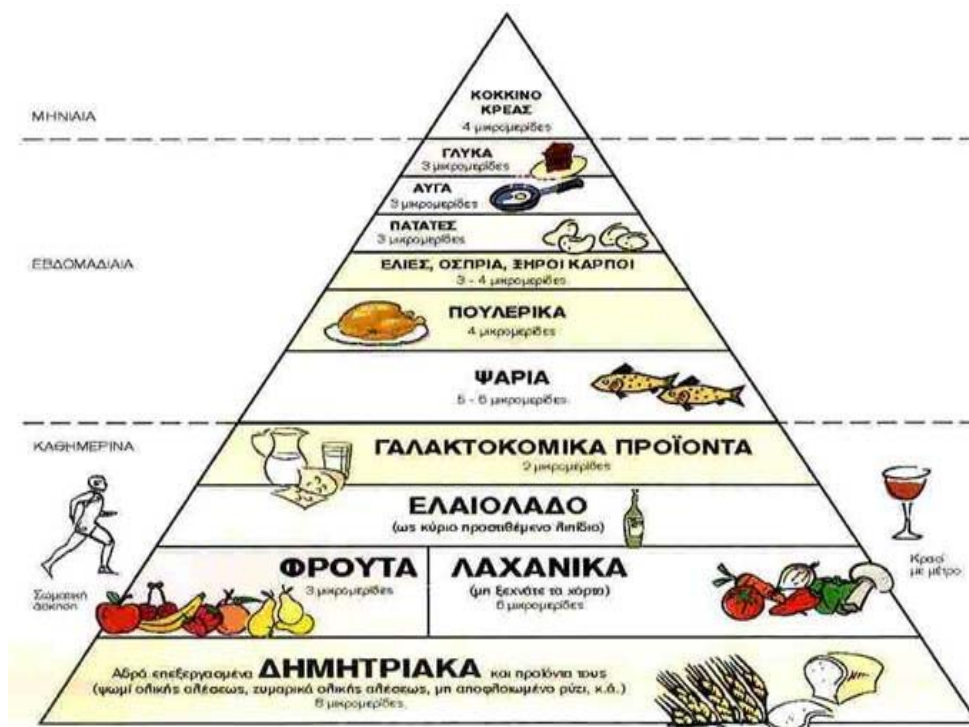 ΜΗΝΙΑΙΑ
ΚΟΚΚΙΝΟ
ΚΡΕΑΣ
4 μικρομερίδες
ΓΛΥΚΑ
3 μικρομερίδες
ΑΥΓΑ
3 μικρομερίδες
ΠΑΤΑΤΕΣ
3 μικρομερίδες
ΕΒΔΟΜΑΔΙΑΙΑ
ΕΛΙΕΣ, ΟΣΠΡΙΑ, ΞΗΡΟΙ ΚΑΡΠΟΙ
3 - 4 μικρομερίδες
ΠΟΥΛΕΡΙΚΑ
4 μικρομερίδες
ΨΑΡΙΑ
5 - 6 μικρομερίδες
ΚΑΘΗΜΕΡΙΝΑ
ΓΑΛΑΚΤΟΚΟΜΙΚΑ ΠΡΟΪΟΝΤΑ
2 μικρομερίδες
ΕΛΑΙΟΛΑΔΟ
(ως κύριο προστιθέμενο λιπίδιο)
Σωματική
άσκηση
ΦΡΟΥΤΑ
3 μικρομερίδες
ΛΑΧΑΝΙΚΑ
(μη ξεχνάτε τα χόρτα)
6 μικρομερίδες
Κρασί
με μέτρο
Αδρά επεξεργασμένα ΔΗΜΗΤΡΙΑΚΑ και προϊόντα τους
(ψωμί ολικής αλέσεως, ζυμαρικά ολικής αλέσεως, μη αποφλοιωμένο ρύζι, κ.ά.)
8 μικρομερίδες